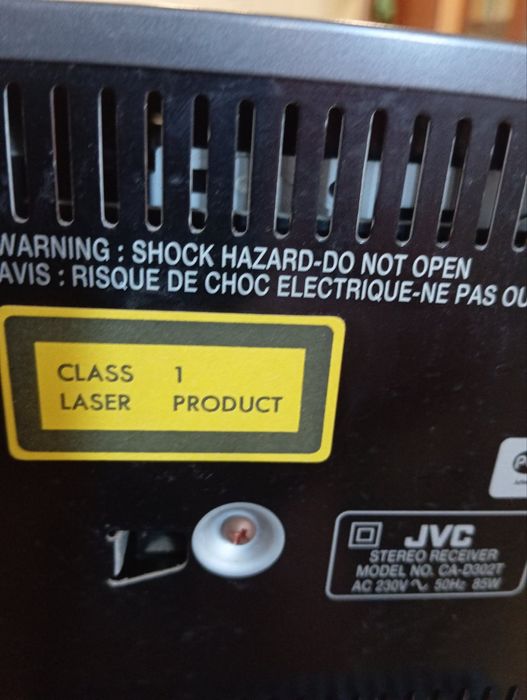 WARNING : SHOCK HAZARD-DO NOT OPEN
AVIS : RISQUE DE CHOC ELECTRIQUE-NE PAS OU
CLASS 1
LASER PRODUCT
JVC
STEREO RECEIVER
MODEL NO. CA-D302T
AC 230V ~ 50Hz 85W